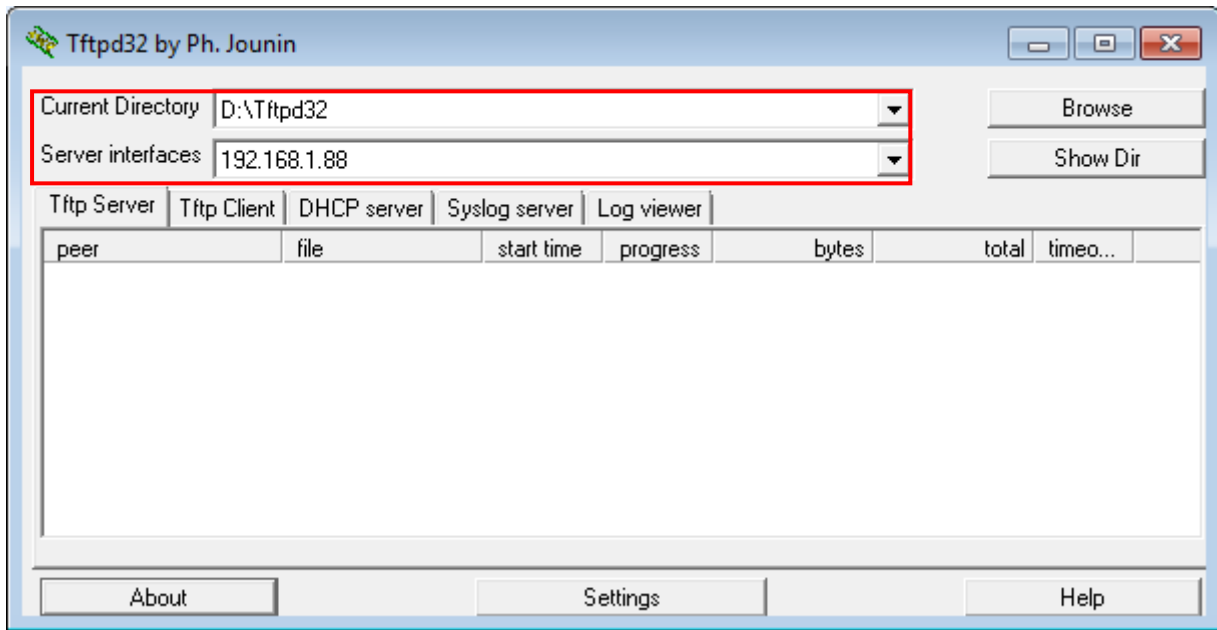 Tftpd32 by Ph. Jounin
Current Directory D:\Tftpd32 Browse
Server interfaces 192.168.1.88 Show Dir
Tftp Server Tftp Client DHCP server Syslog server Log viewer
peer file start time progress bytes total timeo...
About Settings Help